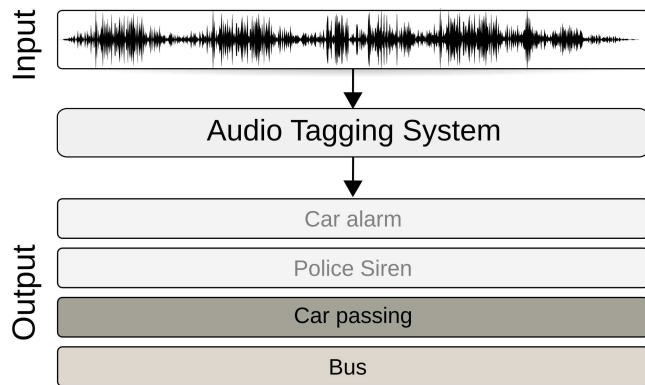 Input
Audio Tagging System
Output
Car alarm
Police Siren
Car passing
Bus